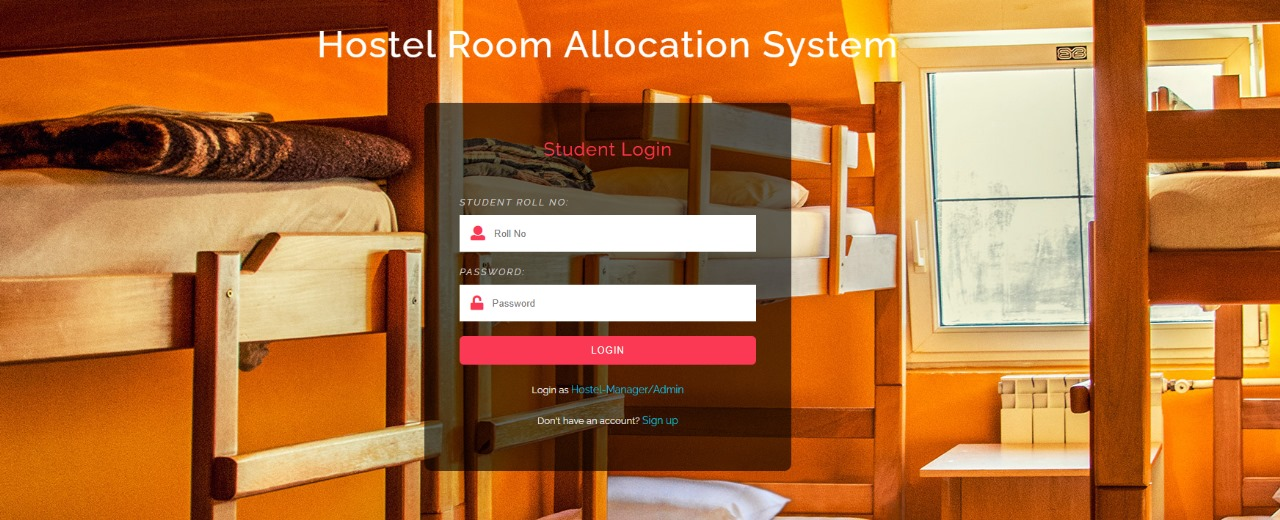 Hostel Room Allocation System
Student Login
STUDENT ROLL NO:
Roll No
PASSWORD:
Password
LOGIN
Login as Hostel-Manager/Admin
Don't have an account? Sign up